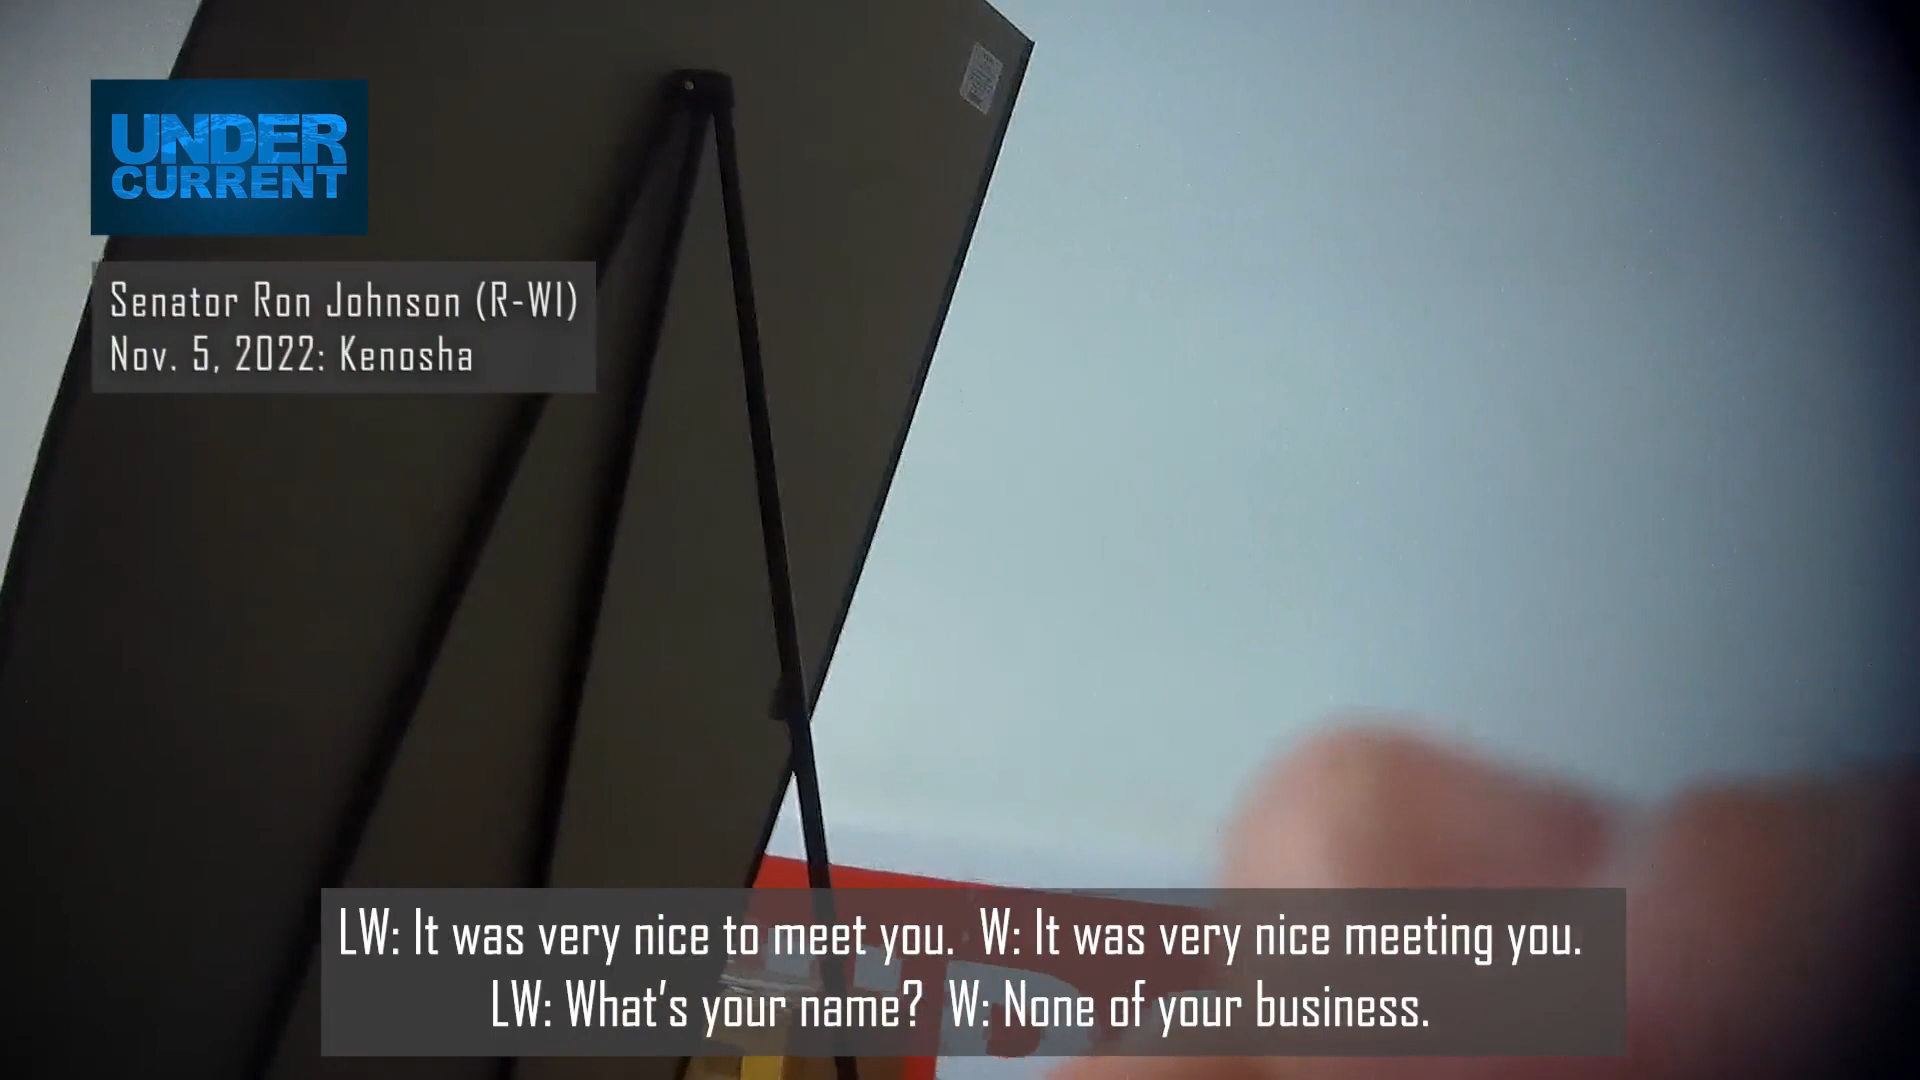 UNDER
CURRENT
Senator Ron Johnson (R-WI)
Nov. 5, 2022: Kenosha
LW: It was very nice to meet you.  W: It was very nice meeting you.
LW: What's your name?  W: None of your business.